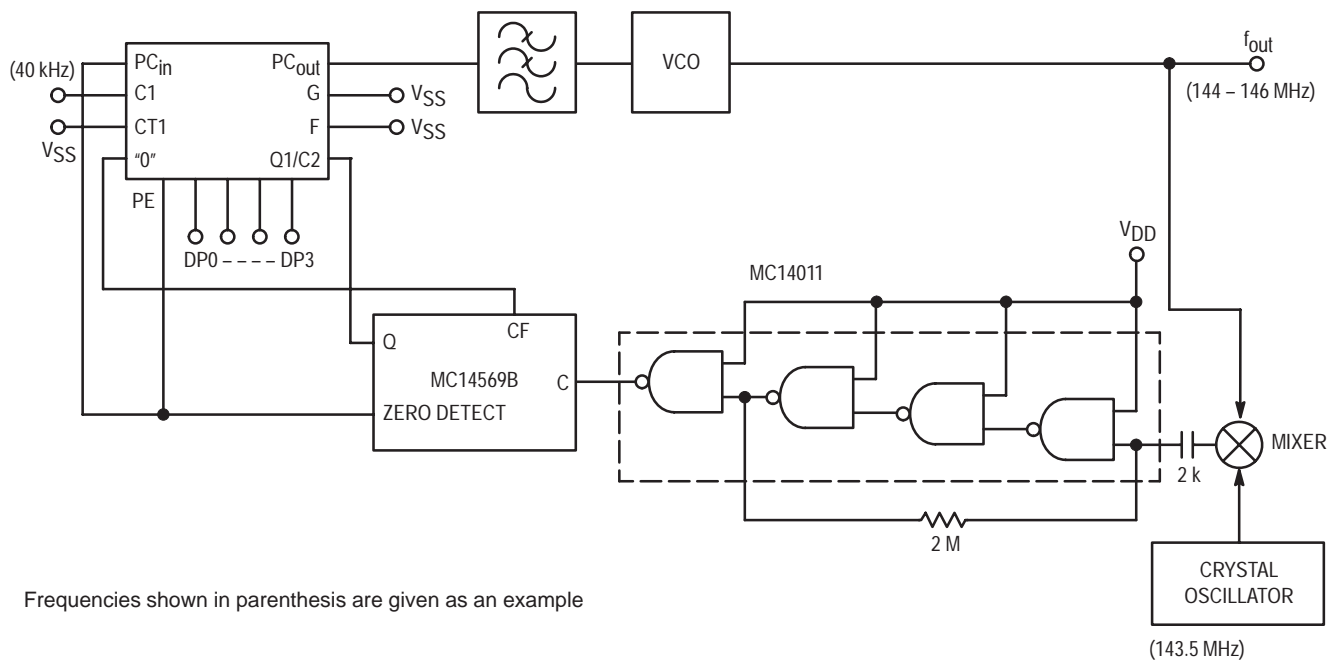 PCin
PCout
(40 kHz)
C1
G
VSS
CT1
F
VSS
VSS
"0"
Q1/C2
PE
DP0 – – – – DP3
VCO
fout
(144 – 146 MHz)
VDD
MC14011
CF
Q
MC14569B
C
ZERO DETECT
MIXER
2 k
2 M
CRYSTAL
OSCILLATOR
(143.5 MHz)
Frequencies shown in parenthesis are given as an example